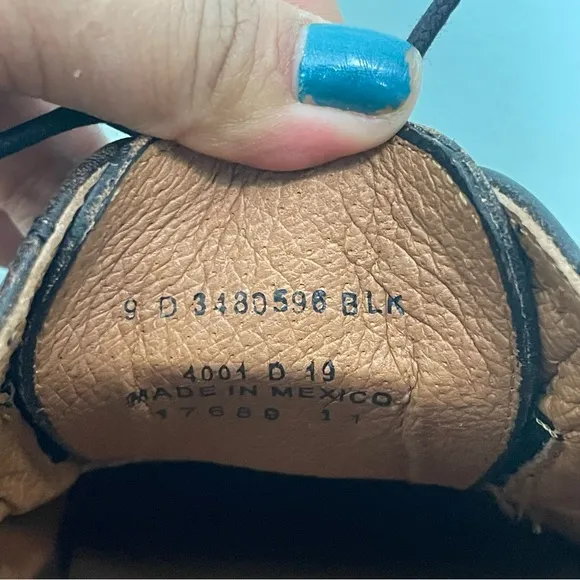 9 D 3480596 BLK
4001 D 19
MADE IN MEXICO
17689 11